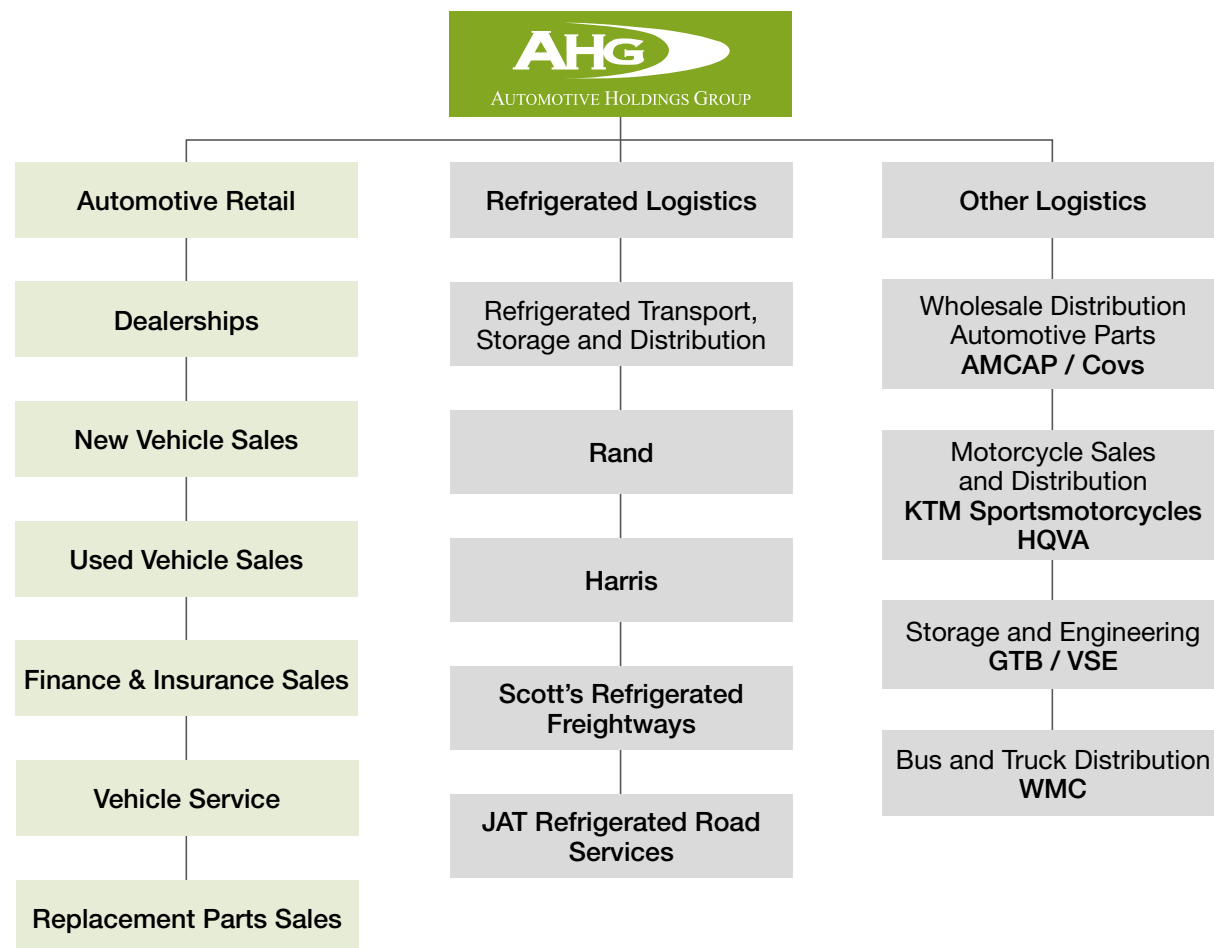 AHG
AUTOMOTIVE HOLDINGS GROUP
Automotive Retail
Dealerships
New Vehicle Sales
Used Vehicle Sales
Finance & Insurance Sales
Vehicle Service
Replacement Parts Sales
Refrigerated Logistics
Refrigerated Transport,
Storage and Distribution
Rand
Harris
Scott's Refrigerated
Freightways
JAT Refrigerated Road
Services
Other Logistics
Wholesale Distribution
Automotive Parts
AMCAP / Covs
Motorcycle Sales
and Distribution
KTM Sportsmotorcycles
HQVA
Storage and Engineering
GTB / VSE
Bus and Truck Distribution
WMC